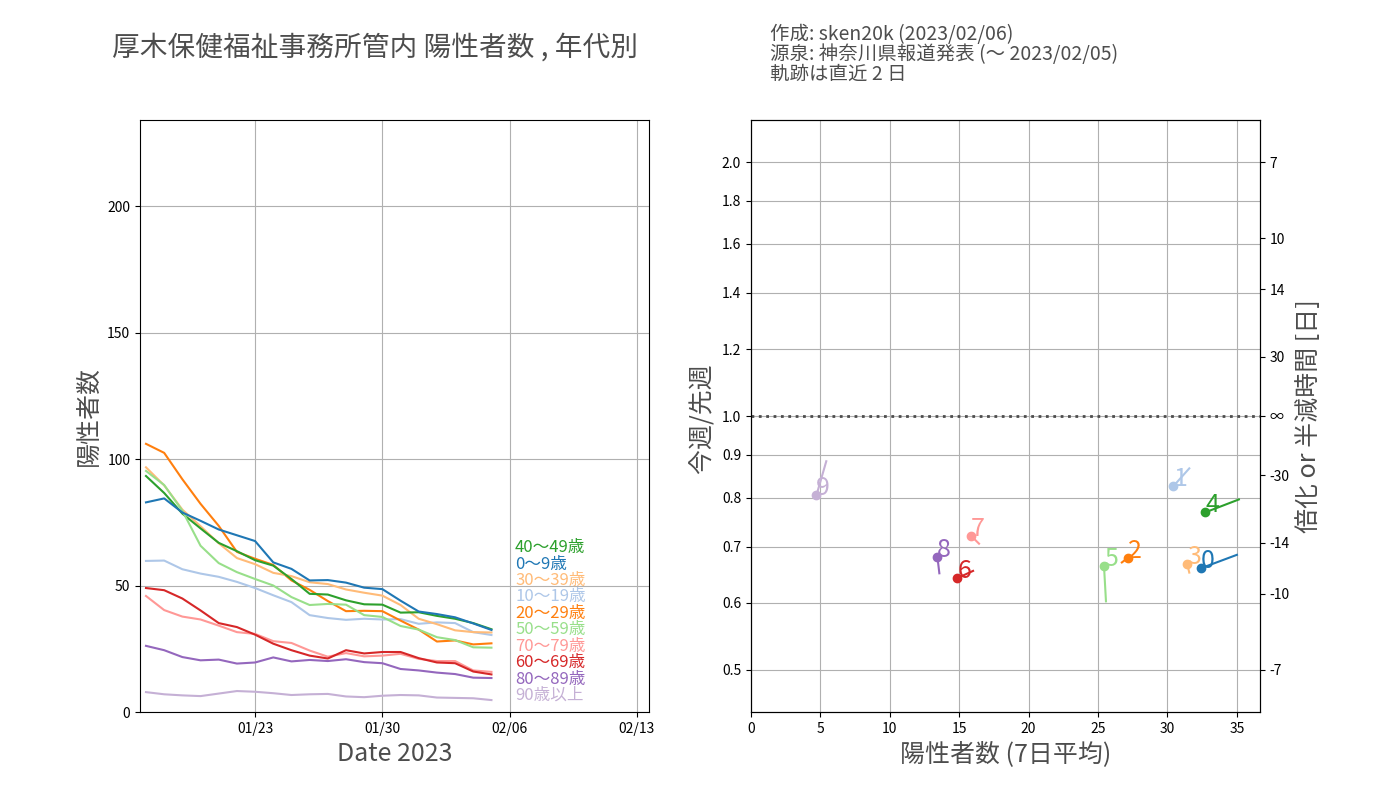 厚木保健福祉事務所管内 陽性者数 , 年代別
作成: sken20k (2023/02/06)
源泉: 神奈川県報道発表 (～ 2023/02/05)
軌跡は直近 2 日
陽性者数
200
150
100
50
0
01/23
01/30
02/06
02/13
Date 2023
40～49歳
0～9歳
30～39歳
10～19歳
20～29歳
50～59歳
70～79歳
60～69歳
80～89歳
90歳以上
今週/先週
2.0
1.8
1.6
1.4
1.2
1.0
0.9
0.8
0.7
0.6
0.5
0
5
10
15
20
25
30
35
陽性者数 (7日平均)
7
10
14
30
∞
-30
-14
-10
-7
倍化 or 半減時間 [日]
9
8
6
7
5
2
1
3
4
0